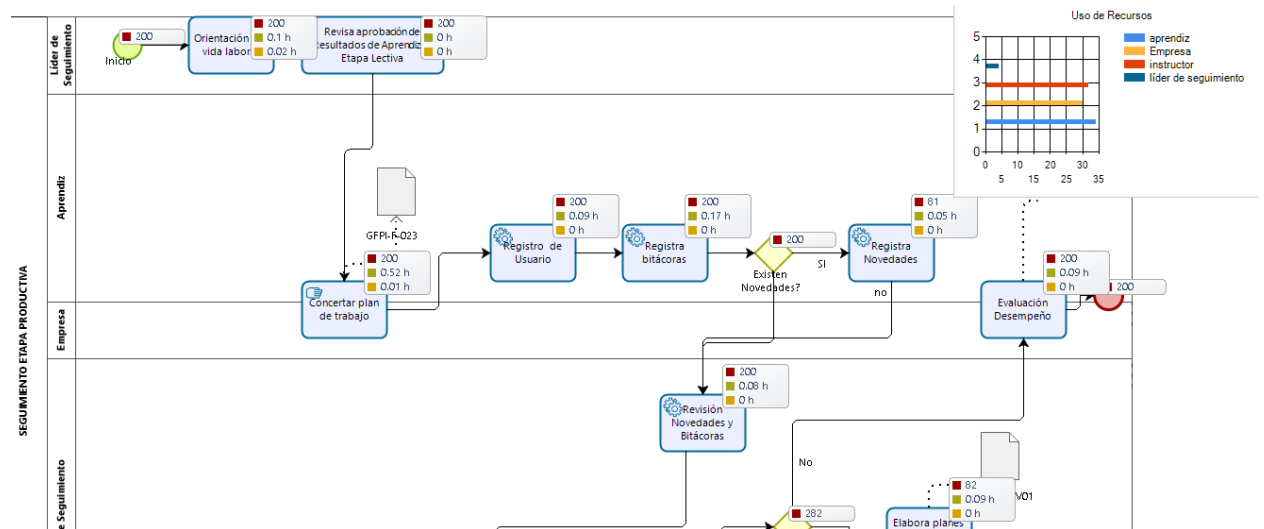 SEGUIMIENTO ETAPA PRODUCTIVA
Líder de
Seguimiento
Inicio
200
Orientación
vida labor
200
0.1 h
0.02 h
Revisa aprobación de
Resultados de Aprendiz
Etapa Lectiva
200
0 h
0 h
Uso de Recursos
aprendiz
Empresa
instructor
líder de seguimiento
5
4
3
2
1
0
0 10 20 30
5 15 25 35
Aprendiz
GFPI-F-023
200
0.52 h
0.01 h
Concertar plan
de trabajo
200
0.09 h
0 h
Registro de
Usuario
200
0.17 h
0 h
Registra
bitácoras
200
Existen
Novedades?
SI
no
81
0.05 h
0 h
Registra
Novedades
200
0.09 h
0 h
Evaluación
Desempeño
200
Empresa
200
0.08 h
0 h
Revisión
Novedades y
Bitácoras
e Seguimiento
No
282
82
0.09 h
0 h
Elabora planes
V01